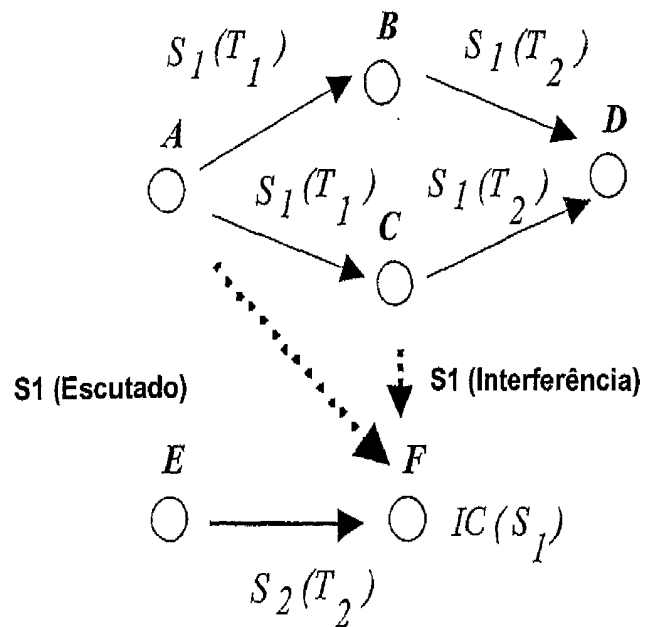 B
S1(T1)
S1(T2)
D
A
S1(T1)
S1(T2)
C
S1 (Escutado)
S1 (Interferência)
E
F
IC(S1)
S2(T2)